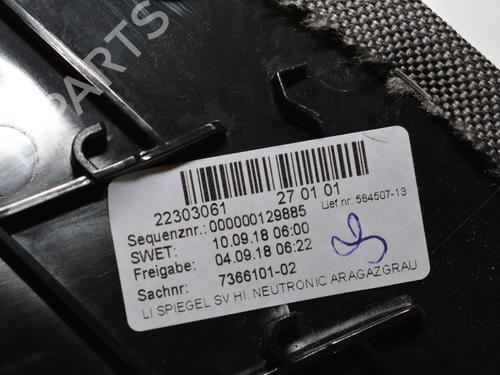 PARTS
22303061
27 01 01
Lief.nr. 584507-13
Sequenznr.: 000000129885
SWET: 10.09.18 06:00
Freigabe: 04.09.18 06:22
Sachnr: 7366101-02
LI SPIEGEL SV HI. NEUTRONIC ARAGAZGRAU